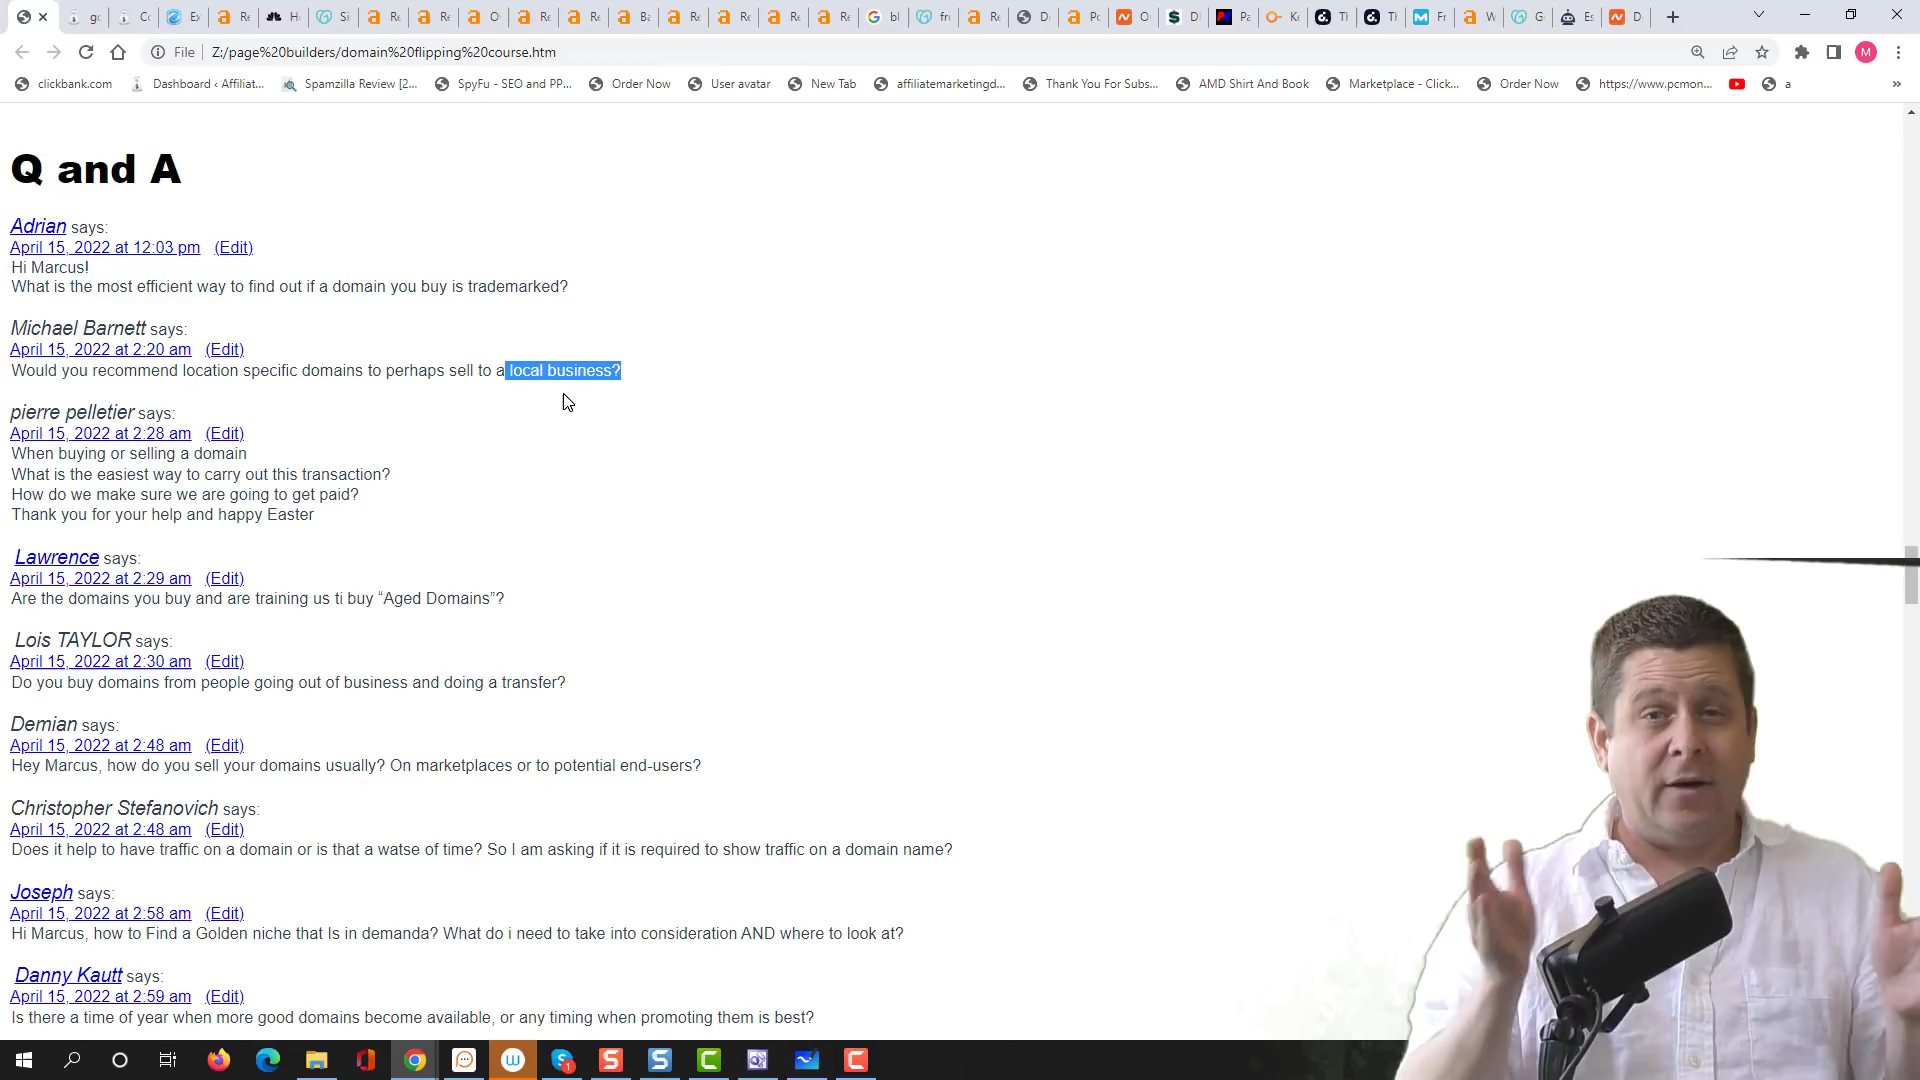 File
Z:/page%20builders/domain%20flipping%20course.htm
M
clickbank.com
Dashboard ‹ Affiliat...
Spamzilla Review [2...
SpyFu - SEO and PP...
Order Now
User avatar
New Tab
affiliatemarketingd...
Thank You For Subs...
AMD Shirt And Book
Marketplace - Click...
Order Now
https://www.pcmon...
a
Q and A
Adrian says:
April 15, 2022 at 12:03 pm (Edit)
Hi Marcus!
What is the most efficient way to find out if a domain you buy is trademarked?
Michael Barnett says:
April 15, 2022 at 2:20 am (Edit)
Would you recommend location specific domains to perhaps sell to a local business?
pierre pelletier says:
April 15, 2022 at 2:28 am (Edit)
When buying or selling a domain
What is the easiest way to carry out this transaction?
How do we make sure we are going to get paid?
Thank you for your help and happy Easter
Lawrence says:
April 15, 2022 at 2:29 am (Edit)
Are the domains you buy and are training us ti buy “Aged Domains”?
Lois TAYLOR says:
April 15, 2022 at 2:30 am (Edit)
Do you buy domains from people going out of business and doing a transfer?
Demian says:
April 15, 2022 at 2:48 am (Edit)
Hey Marcus, how do you sell your domains usually? On marketplaces or to potential end-users?
Christopher Stefanovich says:
April 15, 2022 at 2:48 am (Edit)
Does it help to have traffic on a domain or is that a watse of time? So I am asking if it is required to show traffic on a domain name?
Joseph says:
April 15, 2022 at 2:58 am (Edit)
Hi Marcus, how to Find a Golden niche that Is in demanda? What do i need to take into consideration AND where to look at?
Danny Kautt says:
April 15, 2022 at 2:59 am (Edit)
Is there a time of year when more good domains become available, or any timing when promoting them is best?